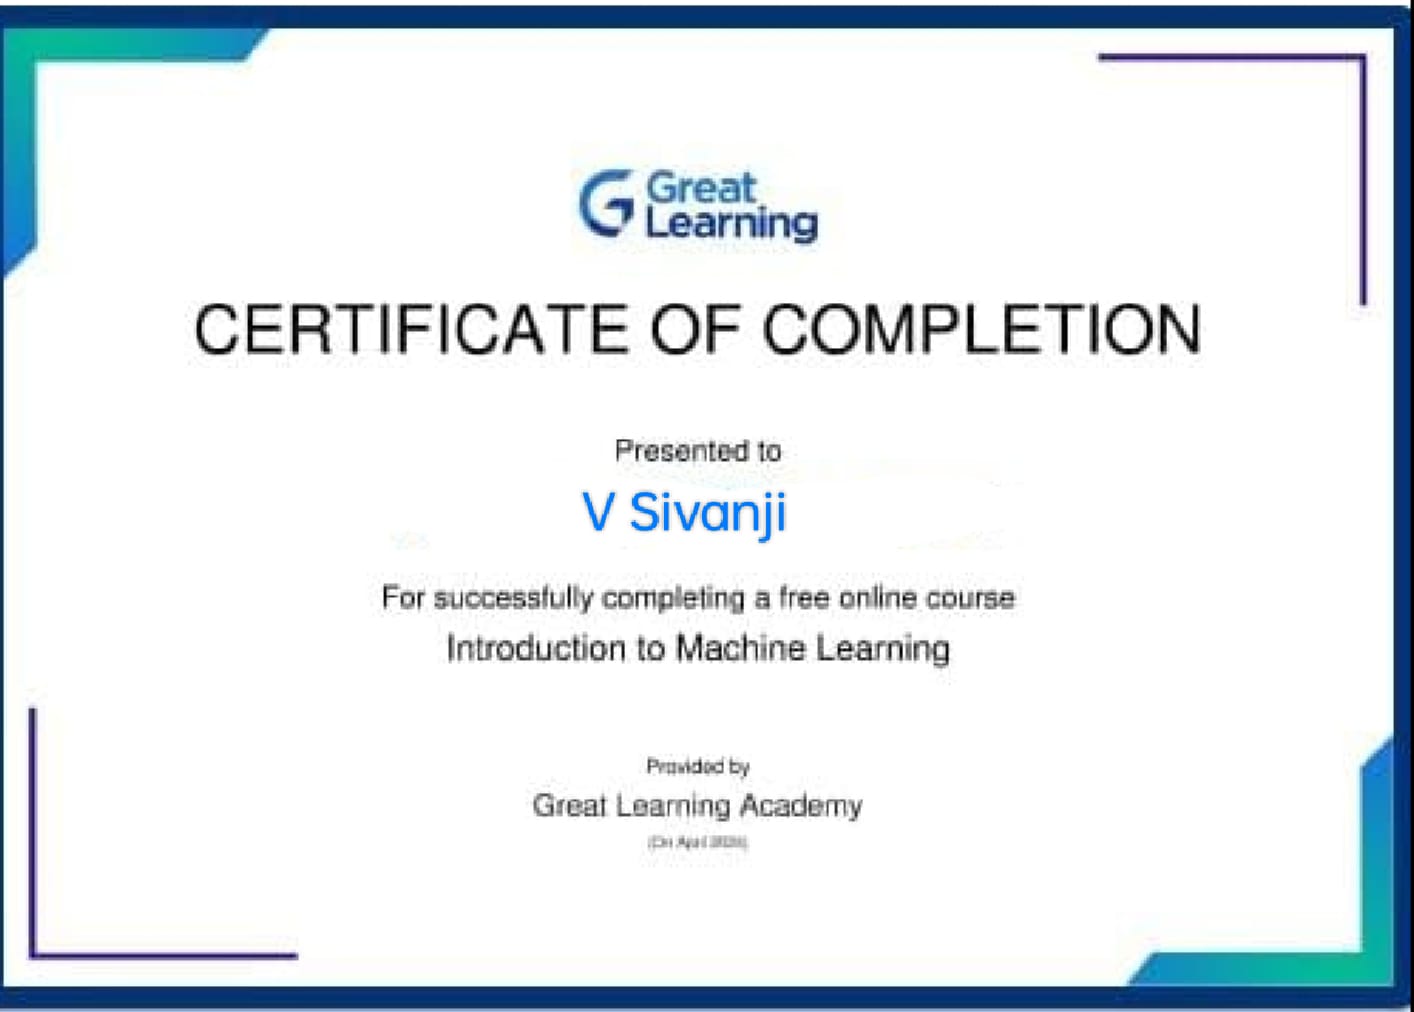 Great
Learning
CERTIFICATE OF COMPLETION
Presented to
V Sivanji
For successfully completing a free online course
Introduction to Machine Learning
Provided by
Great Learning Academy
(On April